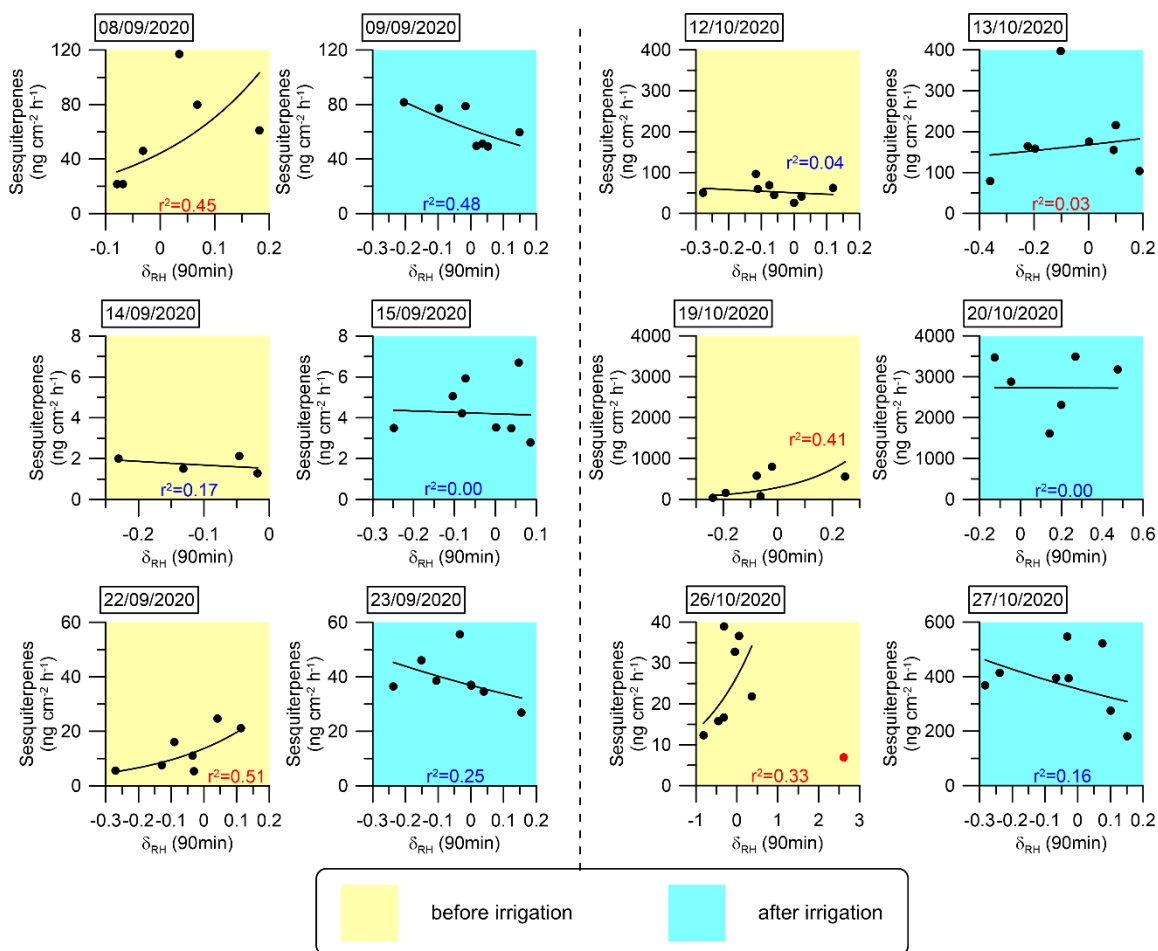 08/09/2020
120
80
40
0
Sesquiterpenes
(ng cm⁻² h⁻¹)
r²=0.45
-0.1 0 0.1 0.2
δRH (90min)
09/09/2020
120
80
40
0
Sesquiterpenes
(ng cm⁻² h⁻¹)
r²=0.48
-0.3 -0.2 -0.1 0 0.1 0.2
δRH (90min)
12/10/2020
400
300
200
100
0
Sesquiterpenes
(ng cm⁻² h⁻¹)
r²=0.04
-0.3 -0.2 -0.1 0 0.1 0.2
δRH (90min)
13/10/2020
400
300
200
100
0
Sesquiterpenes
(ng cm⁻² h⁻¹)
r²=0.03
-0.4 -0.2 0 0.2
δRH (90min)
14/09/2020
8
6
4
2
0
Sesquiterpenes
(ng cm⁻² h⁻¹)
r²=0.17
-0.2 -0.1 0
δRH (90min)
15/09/2020
8
6
4
2
0
Sesquiterpenes
(ng cm⁻² h⁻¹)
r²=0.00
-0.3 -0.2 -0.1 0 0.1
δRH (90min)
19/10/2020
4000
3000
2000
1000
0
Sesquiterpenes
(ng cm⁻² h⁻¹)
r²=0.41
-0.2 0 0.2 0.4
δRH (90min)
20/10/2020
4000
3000
2000
1000
0
Sesquiterpenes
(ng cm⁻² h⁻¹)
r²=0.00
0 0.2 0.4 0.6
δRH (90min)
22/09/2020
60
40
20
0
Sesquiterpenes
(ng cm⁻² h⁻¹)
r²=0.51
-0.3 -0.2 -0.1 0 0.1 0.2
δRH (90min)
23/09/2020
60
40
20
0
Sesquiterpenes
(ng cm⁻² h⁻¹)
r²=0.25
-0.3 -0.2 -0.1 0 0.1 0.2
δRH (90min)
26/10/2020
40
30
20
10
0
Sesquiterpenes
(ng cm⁻² h⁻¹)
r²=0.33
-1 0 1 2 3
δRH (90min)
27/10/2020
600
400
200
0
Sesquiterpenes
(ng cm⁻² h⁻¹)
r²=0.16
-0.3 -0.2 -0.1 0 0.1 0.2
δRH (90min)
before irrigation
after irrigation